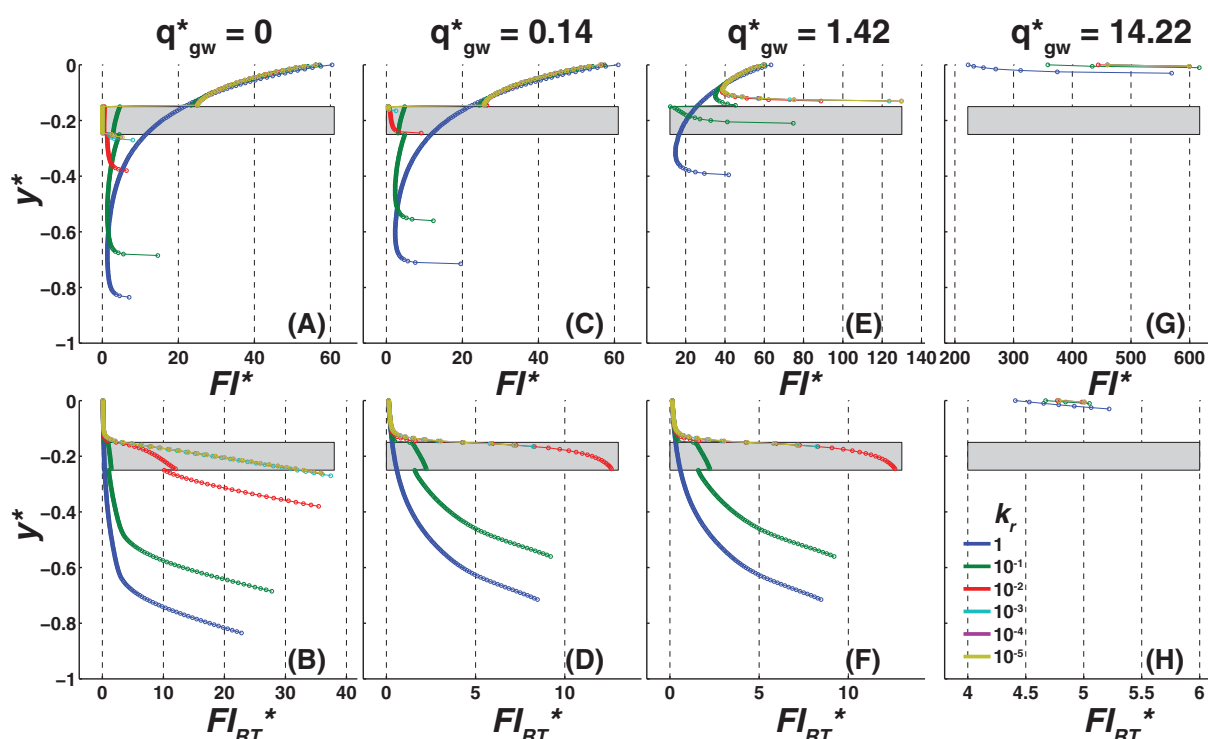 q*gw = 0
q*gw = 0.14
q*gw = 1.42
q*gw = 14.22
y*
0
−0.2
−0.4
−0.6
−0.8
−1
(A)
(C)
(E)
(G)
0 20 40 60
0 20 40 60
20 40 60 80 100 120 140
200 300 400 500 600
FI*
FI*
FI*
FI*
y*
0
−0.2
−0.4
−0.6
−0.8
−1
kr
1
10-1
10-2
10-3
10-4
10-5
(B)
(D)
(F)
(H)
0 10 20 30 40
0 5 10
0 5 10
4 4.5 5 5.5 6
FIRT*
FIRT*
FIRT*
FIRT*